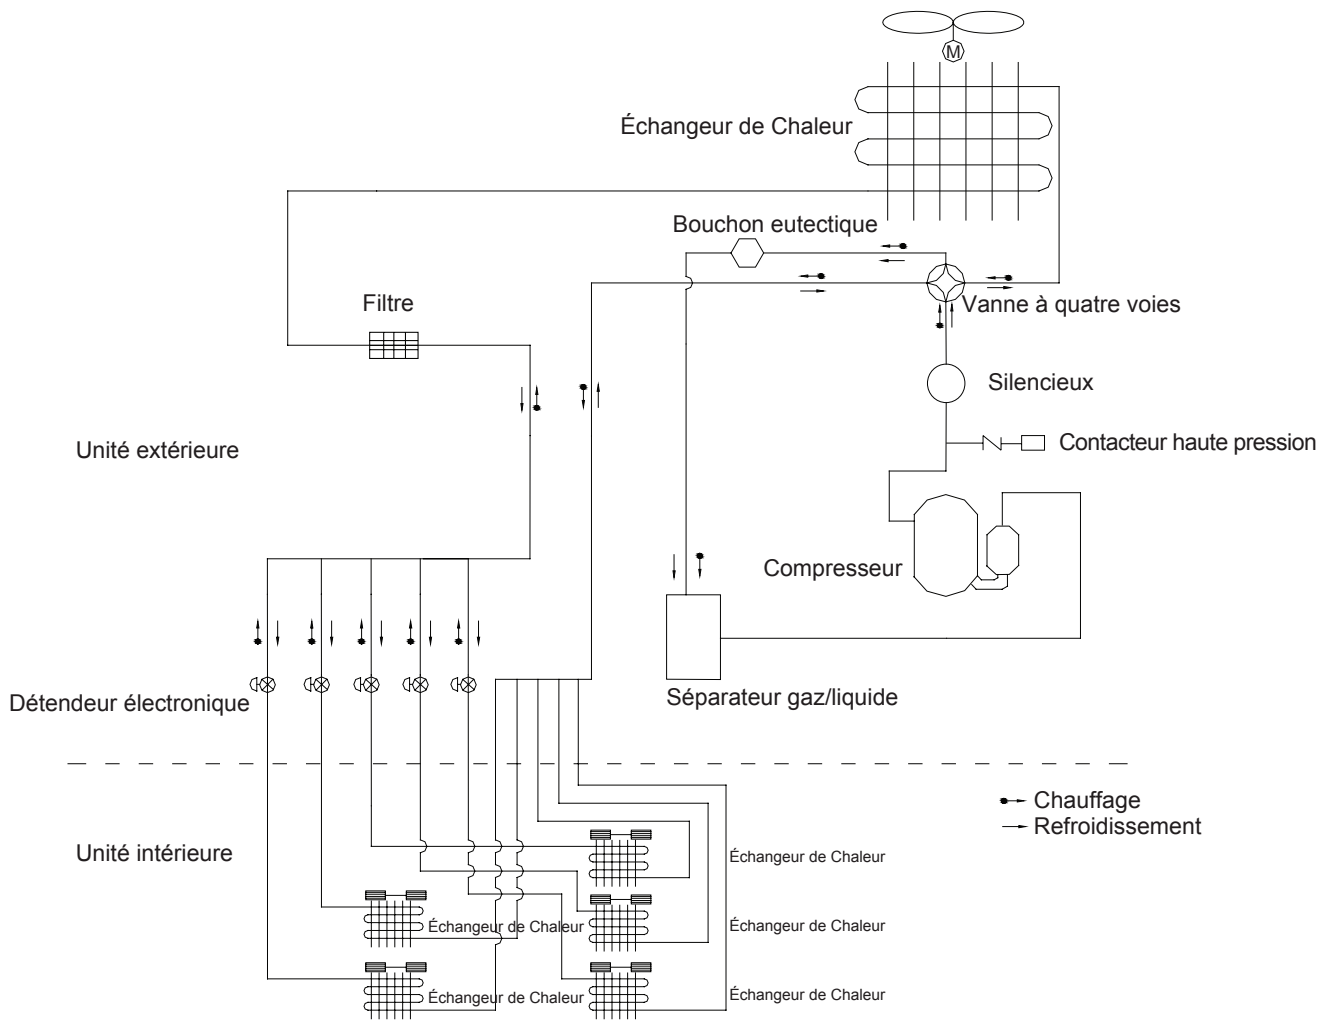 M
Échangeur de Chaleur
Bouchon eutectique
Filtre
Vanne à quatre voies
Silencieux
Unité extérieure
Contacteur haute pression
Compresseur
Détendeur électronique
Séparateur gaz/liquide
Chauffage
Refroidissement
Unité intérieure
Échangeur de Chaleur
Échangeur de Chaleur
Échangeur de Chaleur
Échangeur de Chaleur
Échangeur de Chaleur